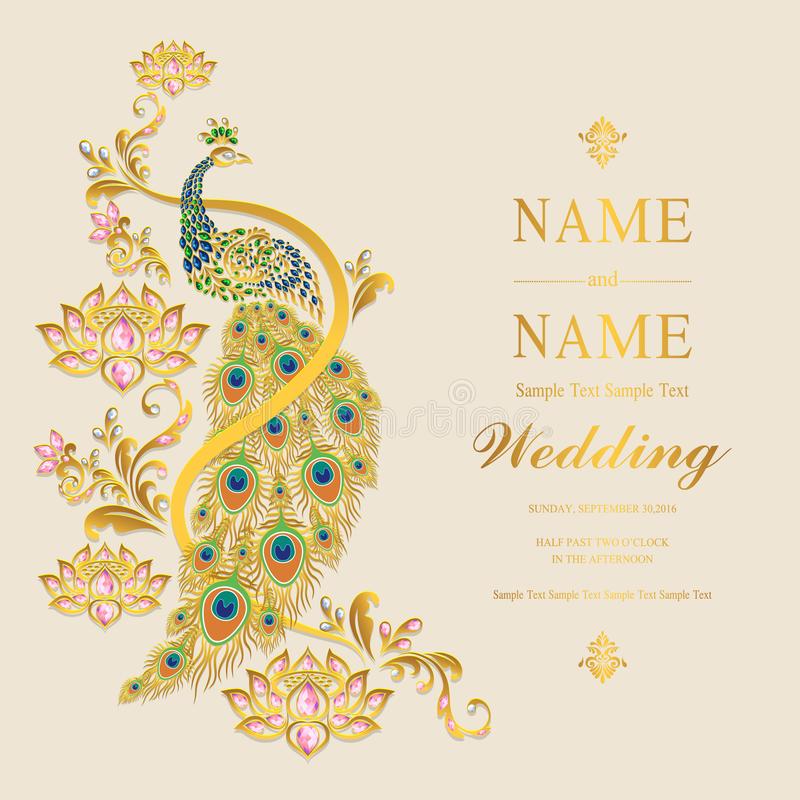 NAME
and
NAME
Sample Text Sample Text
Wedding
SUNDAY, SEPTEMBER 30,2016
HALF PAST TWO O'CLOCK
IN THE AFTERNOON
Sample Text Sample Text Sample Text Sample Text
dreamstime